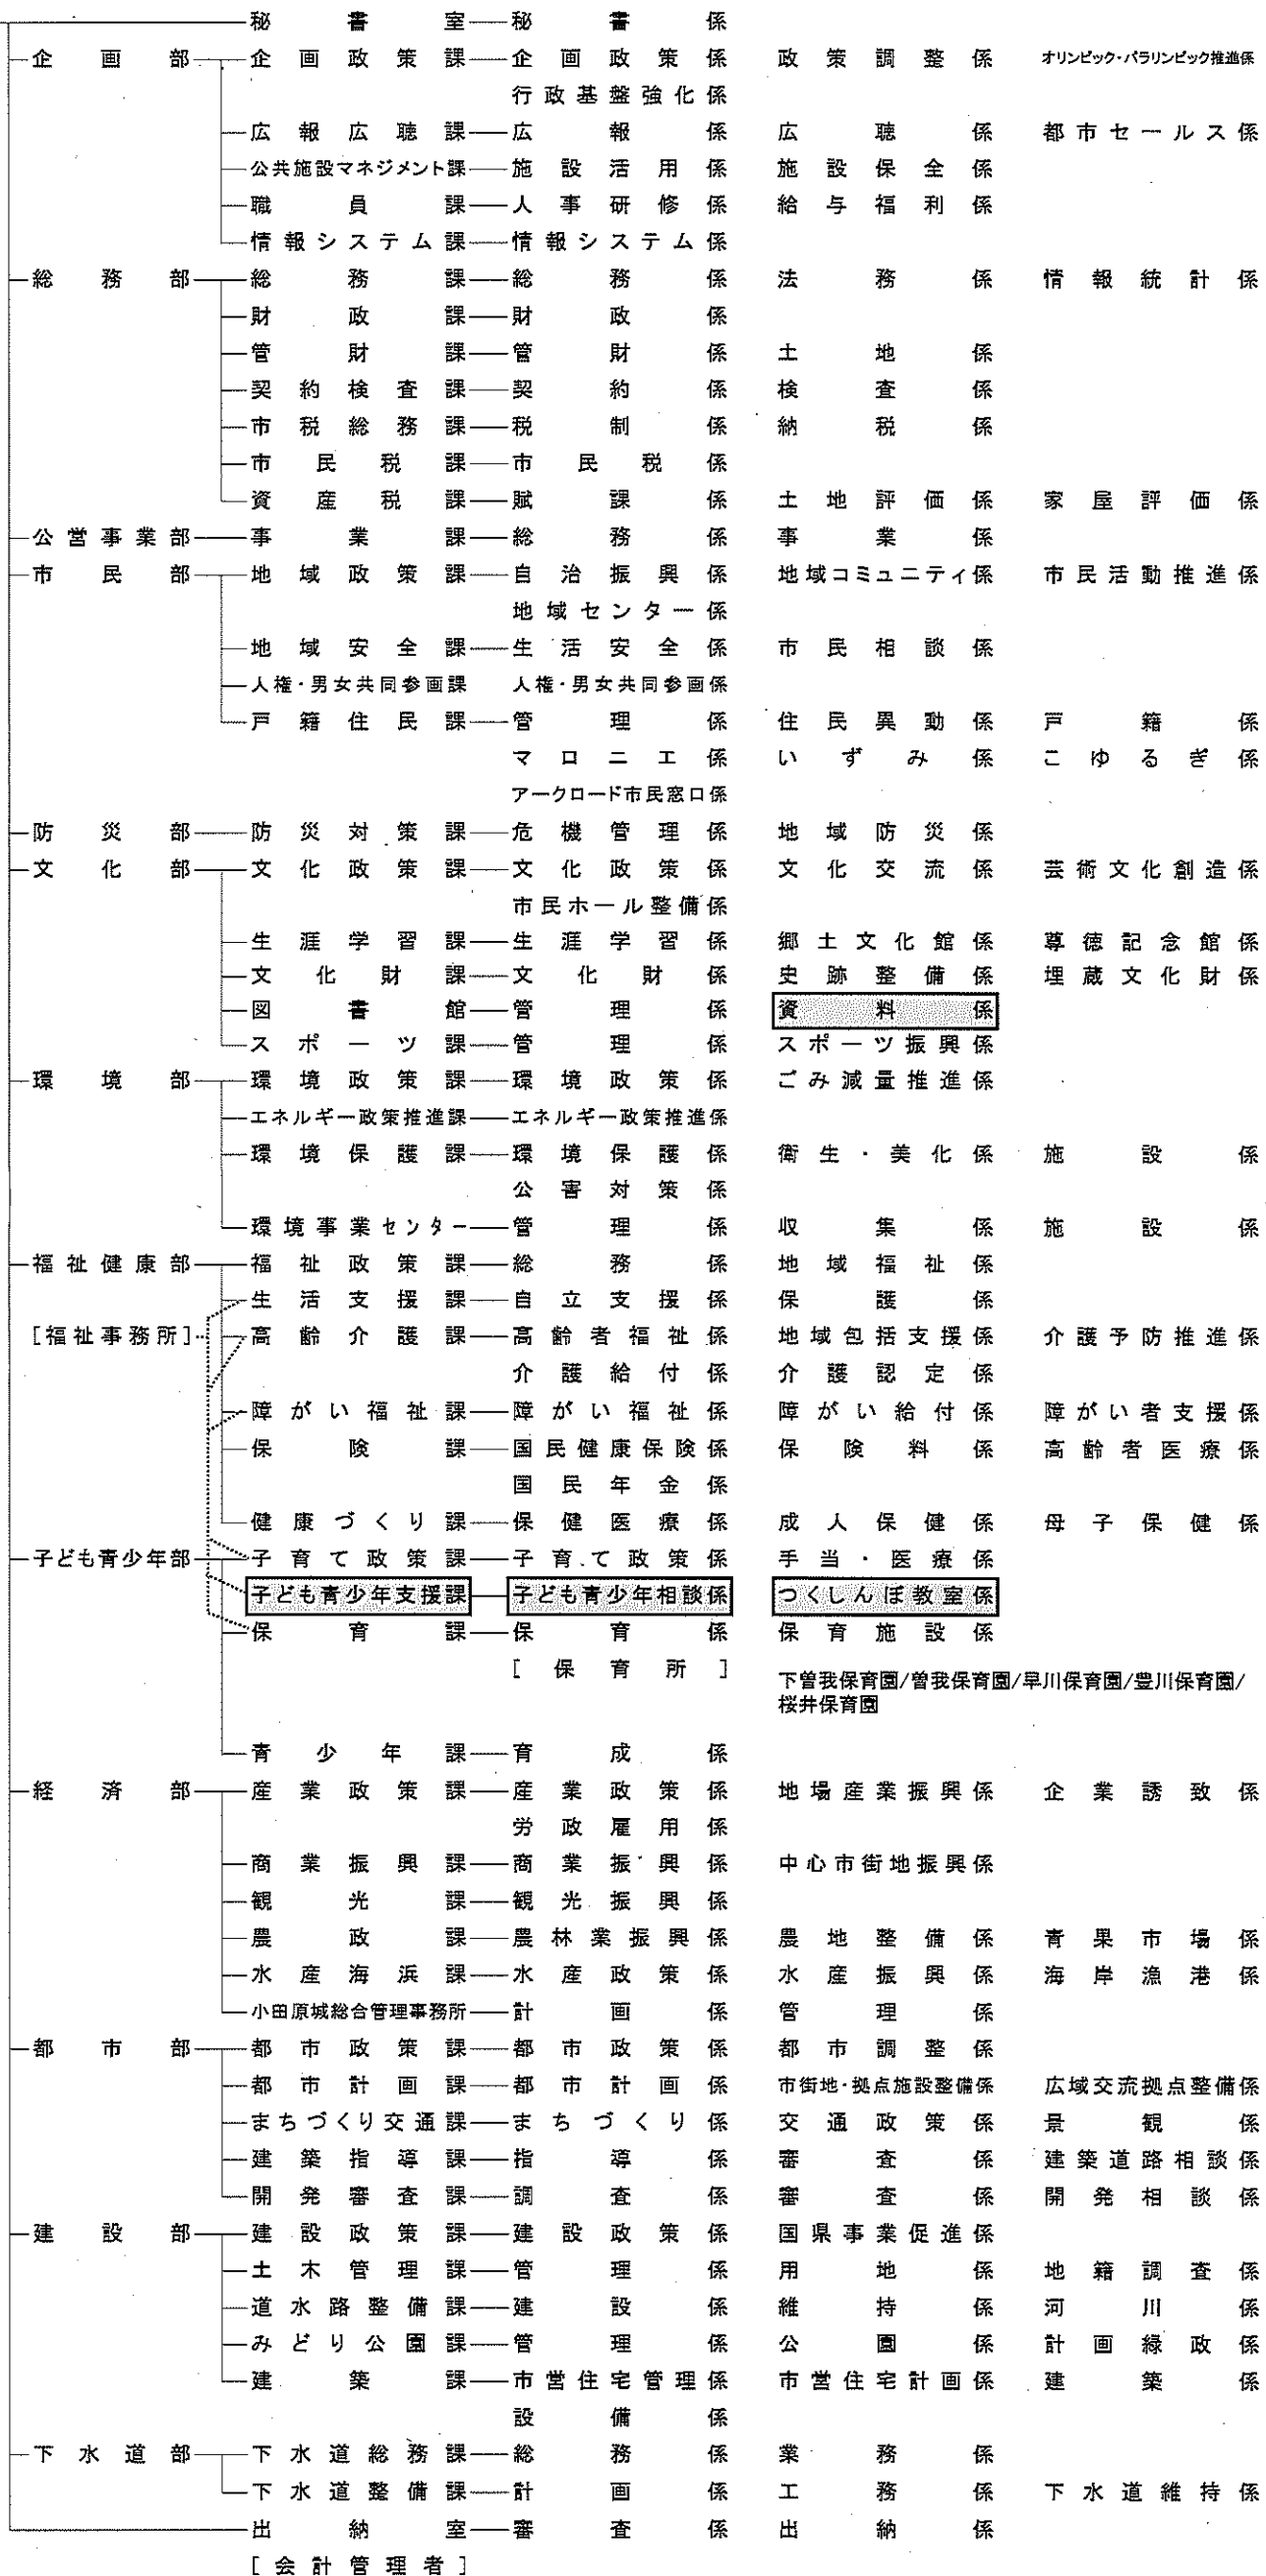 秘書室 秘書係
企画部 企画政策課 企画政策係 政策調整係 オリンピック・パラリンピック推進係
行政基盤強化係
広報広聴課 広報係 広聴係 都市セールス係
公共施設マネジメント課 施設活用係 施設保全係
職員課 人事研修係 給与福利係
情報システム課 情報システム係
総務部 総務課 総務係 法務係 情報統計係
財政課 財政係
管財課 管財係 土地係
契約検査課 契約係 検査係
市税総務課 税制係 納税係
市民税課 市民税係
資産税課 賦課係 土地評価係 家屋評価係
公営事業部 事業課 総務係 事業係
市民部 地域政策課 自治振興係 地域コミュニティ係 市民活動推進係
地域センター係
地域安全課 生活安全係 市民相談係
人権・男女共同参画課 人権・男女共同参画係
戸籍住民課 管理係 住民異動係 戸籍係
マロニエ係 いずみ係 こゆるぎ係
アークロード市民窓口係
防災部 防災対策課 危機管理係 地域防災係
文化部 文化政策課 文化政策係 文化交流係 芸術文化創造係
市民ホール整備係
生涯学習課 生涯学習係 郷土文化館係 尊徳記念館係
文化財課 文化財係 史跡整備係 埋蔵文化財係
図書館 管理係 資料係
スポーツ課 管理係 スポーツ振興係
環境部 環境政策課 環境政策係 ごみ減量推進係
エネルギー政策推進課 エネルギー政策推進係
環境保護課 環境保護係 衛生・美化係 施設係
公害対策係
環境事業センター 管理係 収集係 施設係
福祉健康部 福祉政策課 総務係 地域福祉係
生活支援課 自立支援係 保護係
[福祉事務所] 高齢介護課 高齢者福祉係 地域包括支援係 介護予防推進係
介護給付係 介護認定係
障がい福祉課 障がい福祉係 障がい給付係 障がい者支援係
保険課 国民健康保険係 保険料係 高齢者医療係
国民年金係
健康づくり課 保健医療係 成人保健係 母子保健係
子ども青少年部 子育て政策課 子育て政策係 手当・医療係
子ども青少年支援課 子ども青少年相談係 つくしんぼ教室係
保育課 保育係 保育施設係
[保育所] 下曽我保育園/曽我保育園/早川保育園/豊川保育園/
桜井保育園
青少年課 育成係
経済部 産業政策課 産業政策係 地場産業振興係 企業誘致係
労政雇用係
商業振興課 商業振興係 中心市街地振興係
観光課 観光振興係
農政課 農林業振興係 農地整備係 青果市場係
水産海浜課 水産政策係 水産振興係 海岸漁港係
小田原城総合管理事務所 計画係 管理係
都市部 都市政策課 都市政策係 都市調整係
都市計画課 都市計画係 市街地・拠点施設整備係 広域交流拠点整備係
まちづくり交通課 まちづくり係 交通政策係 景観係
建築指導課 指導係 審査係 建築道路相談係
開発審査課 調査係 審査係 開発相談係
建設部 建設政策課 建設政策係 国県事業促進係
土木管理課 管理係 用地係 地籍調査係
道水路整備課 建設係 維持係 河川係
みどり公園課 管理係 公園係 計画緑政係
建築課 市営住宅管理係 市営住宅計画係 建築係
設備係
下水道部 下水道総務課 総務係 業務係
下水道整備課 計画係 工務係 下水道維持係
出納室 審査係 出納係
[会計管理者]